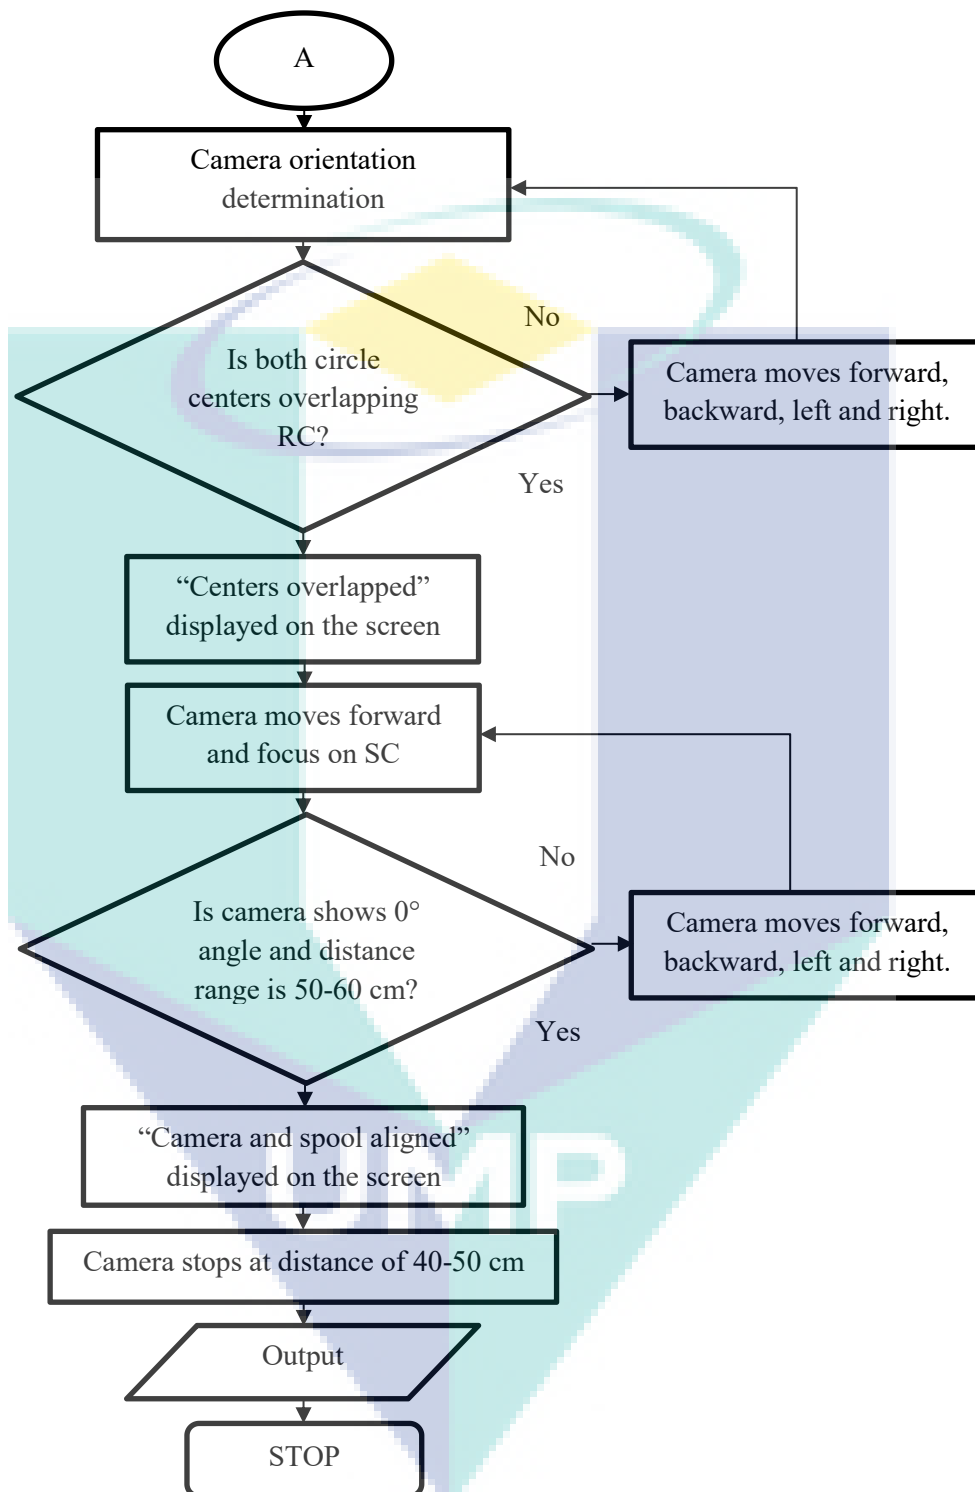 A
Camera orientation
determination
No
Is both circle
centers overlapping
RC?
Camera moves forward,
backward, left and right.
Yes
“Centers overlapped”
displayed on the screen
Camera moves forward
and focus on SC
No
Is camera shows 0°
angle and distance
range is 50-60 cm?
Camera moves forward,
backward, left and right.
Yes
“Camera and spool aligned”
displayed on the screen
UMP
Camera stops at distance of 40-50 cm
Output
STOP